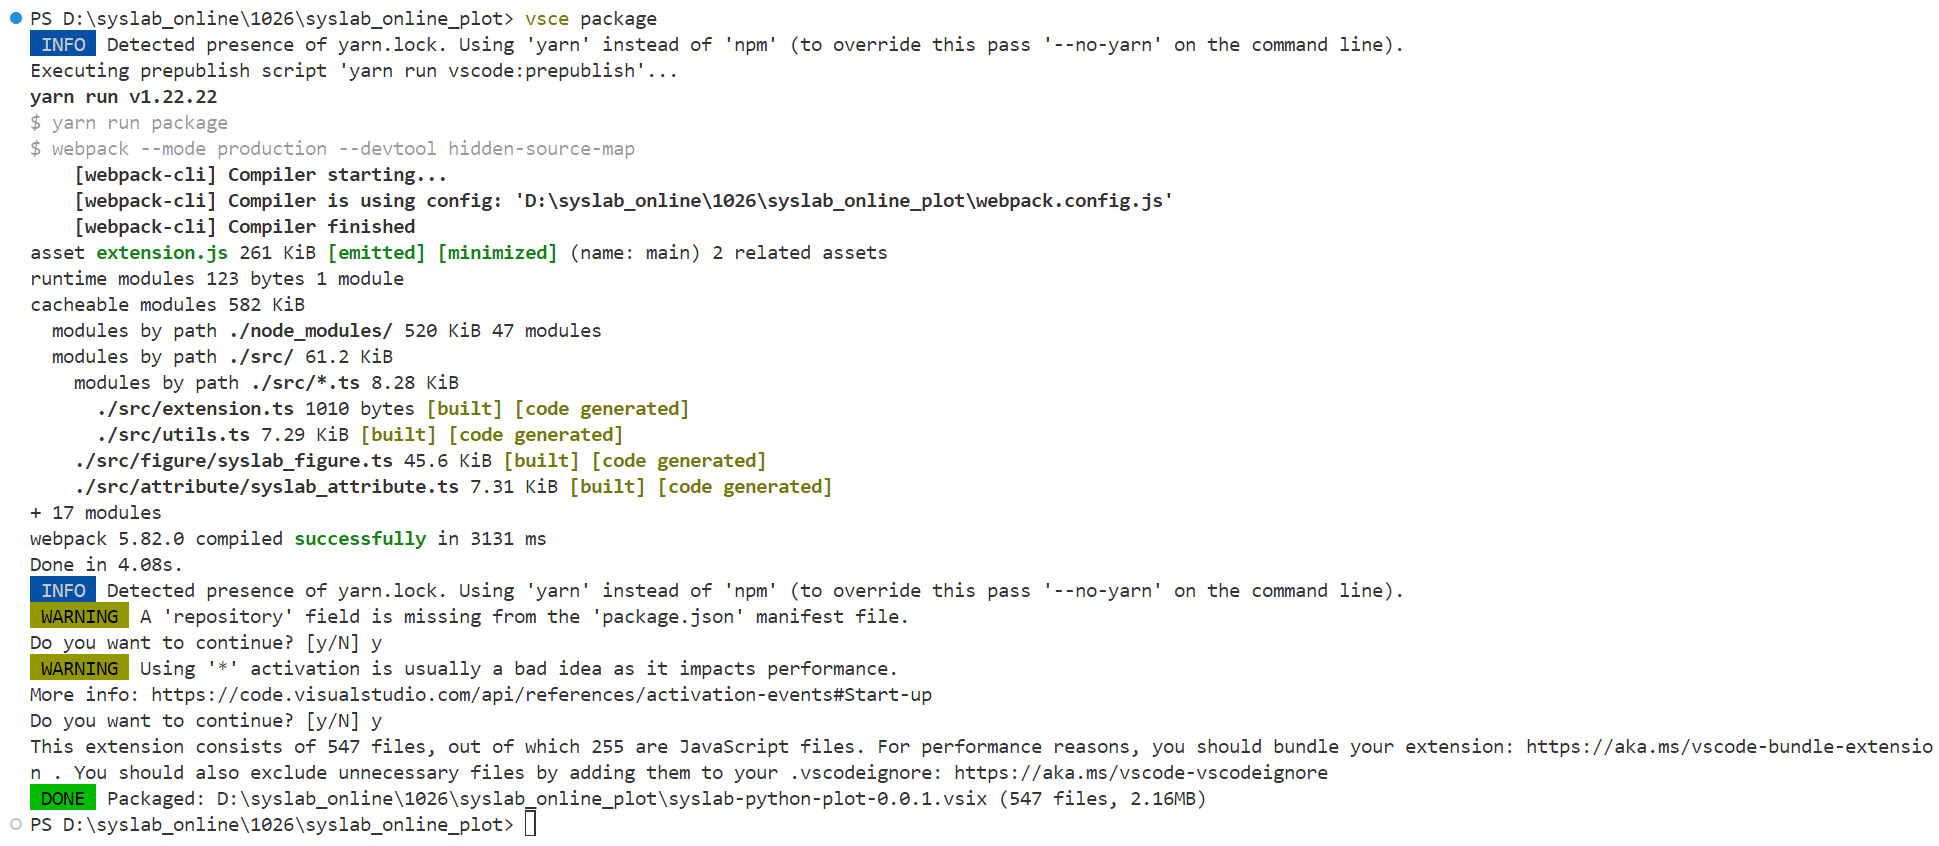 PS D:\syslab_online\1026\syslab_online_plot> vsce package
INFO Detected presence of yarn.lock. Using 'yarn' instead of 'npm' (to override this pass '--no-yarn' on the command line).
Executing prepublish script 'yarn run vscode:prepublish'...
yarn run v1.22.22
$ yarn run package
$ webpack --mode production --devtool hidden-source-map
[webpack-cli] Compiler starting...
[webpack-cli] Compiler is using config: 'D:\syslab_online\1026\syslab_online_plot\webpack.config.js'
[webpack-cli] Compiler finished
asset extension.js 261 KiB [emitted] [minimized] (name: main) 2 related assets
runtime modules 123 bytes 1 module
cacheable modules 582 KiB
modules by path ./node_modules/ 520 KiB 47 modules
modules by path ./src/ 61.2 KiB
modules by path ./src/*.ts 8.28 KiB
./src/extension.ts 1010 bytes [built] [code generated]
./src/utils.ts 7.29 KiB [built] [code generated]
./src/figure/syslab_figure.ts 45.6 KiB [built] [code generated]
./src/attribute/syslab_attribute.ts 7.31 KiB [built] [code generated]
+ 17 modules
webpack 5.82.0 compiled successfully in 3131 ms
Done in 4.08s.
INFO Detected presence of yarn.lock. Using 'yarn' instead of 'npm' (to override this pass '--no-yarn' on the command line).
WARNING A 'repository' field is missing from the 'package.json' manifest file.
Do you want to continue? [y/N] y
WARNING Using '*' activation is usually a bad idea as it impacts performance.
More info: https://code.visualstudio.com/api/references/activation-events#Start-up
Do you want to continue? [y/N] y
This extension consists of 547 files, out of which 255 are JavaScript files. For performance reasons, you should bundle your extension: https://aka.ms/vscode-bundle-extensio
n . You should also exclude unnecessary files by adding them to your .vscodeignore: https://aka.ms/vscode-vscodeignore
DONE Packaged: D:\syslab_online\1026\syslab_online_plot\syslab-python-plot-0.0.1.vsix (547 files, 2.16MB)
PS D:\syslab_online\1026\syslab_online_plot>